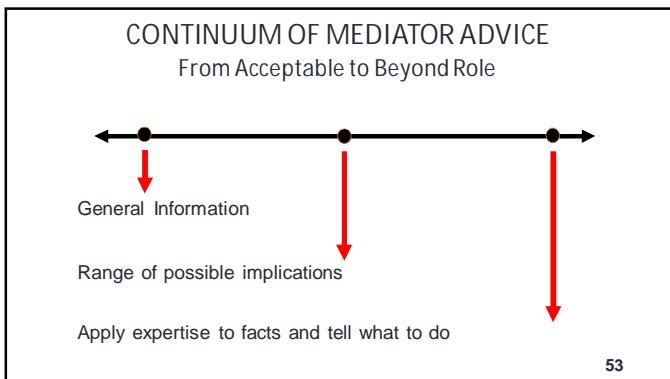 CONTINUUM OF MEDIATOR ADVICE
From Acceptable to Beyond Role
General Information
Range of possible implications
Apply expertise to facts and tell what to do
53